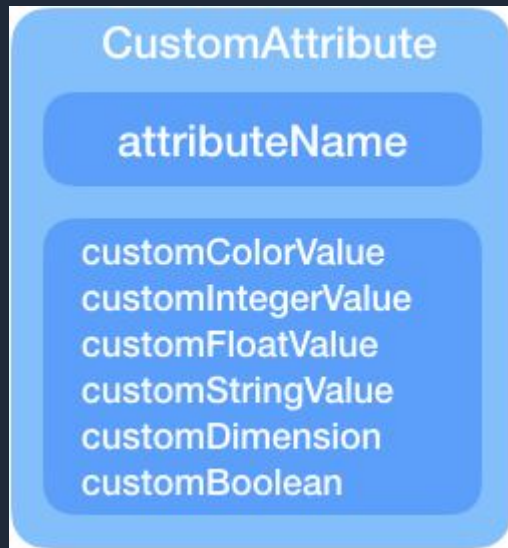 CustomAttribute
attributeName
customColorValue
customIntegerValue
customFloatValue
customStringValue
customDimension
customBoolean